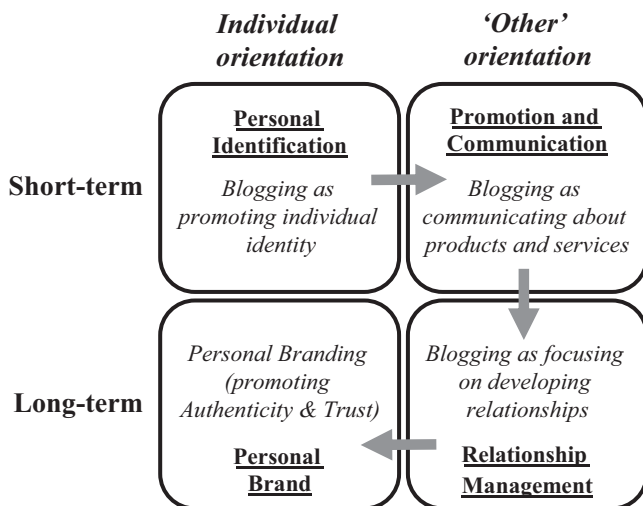 Individual
orientation
‘Other’
orientation
Short-term
Personal
Identification
Blogging as
promoting individual
identity
Promotion and
Communication
Blogging as
communicating about
products and services
Long-term
Personal Branding
(promoting
Authenticity & Trust)
Personal
Brand
Blogging as focusing
on developing
relationships
Relationship
Management